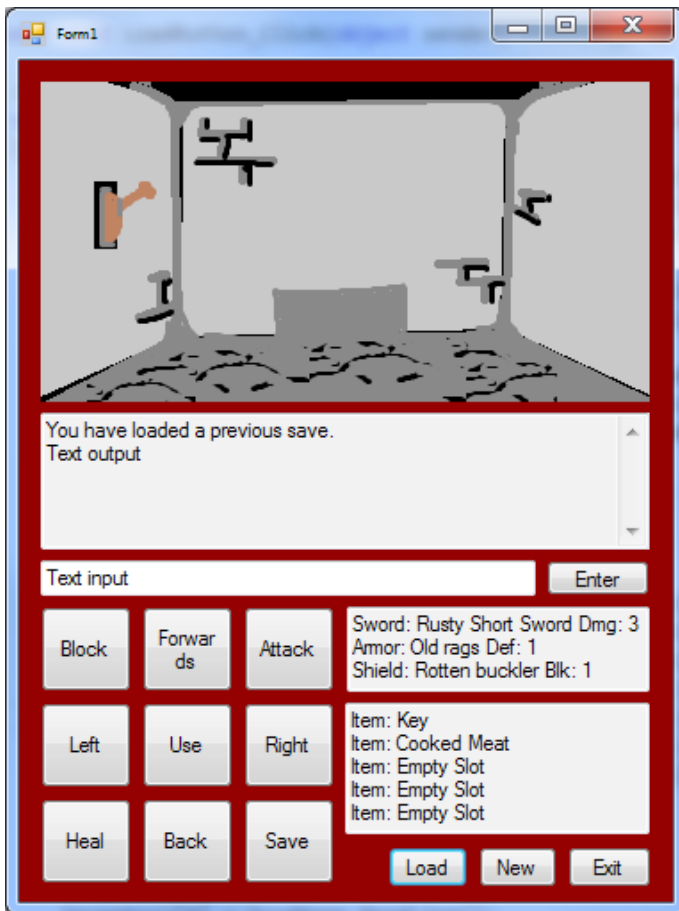 Form1
You have loaded a previous save.
Text output
Text input
Enter
Block
Forwar
ds
Attack
Sword: Rusty Short Sword Dmg: 3
Armor: Old rags Def: 1
Shield: Rotten buckler Blk: 1
Left
Use
Right
Item: Key
Item: Cooked Meat
Item: Empty Slot
Item: Empty Slot
Item: Empty Slot
Heal
Back
Save
Load
New
Exit